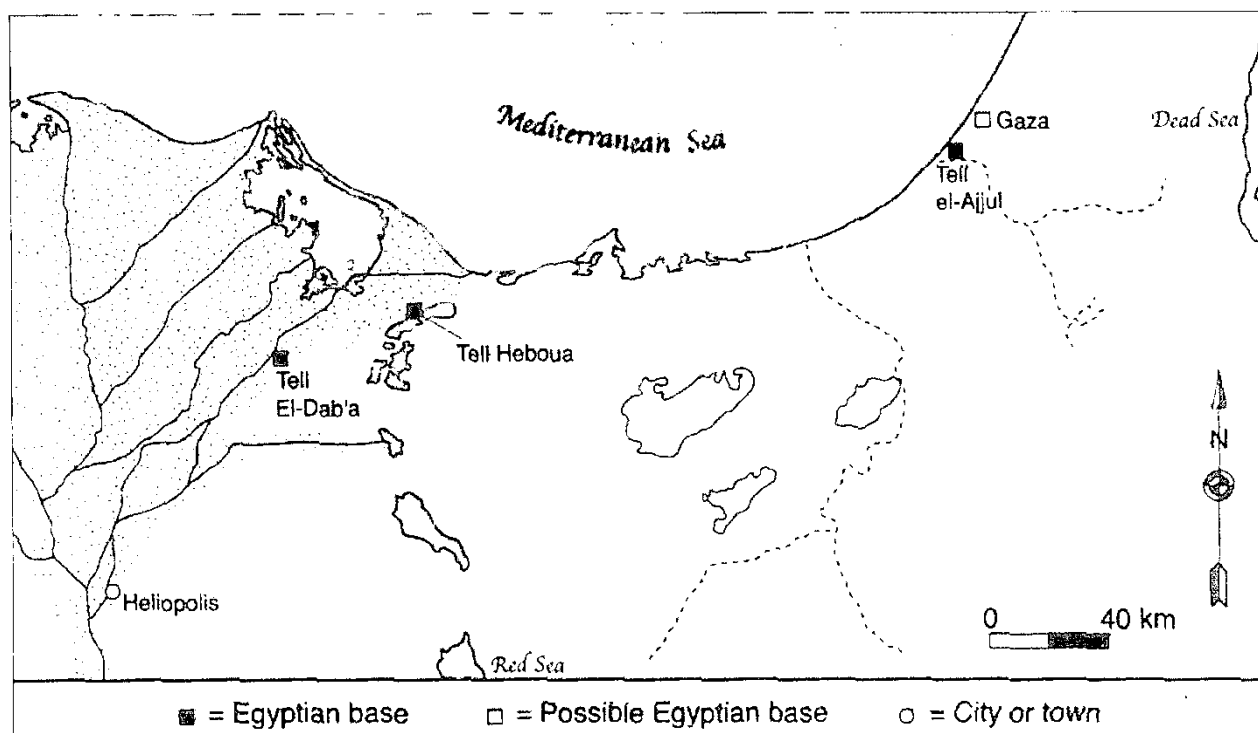 Mediterranean Sea
Gaza
Dead Sea
Tell
el-Ajjul
Tell Heboua
Tell
El-Dab'a
N
Heliopolis
0 40 km
Red Sea
= Egyptian base = Possible Egyptian base = City or town